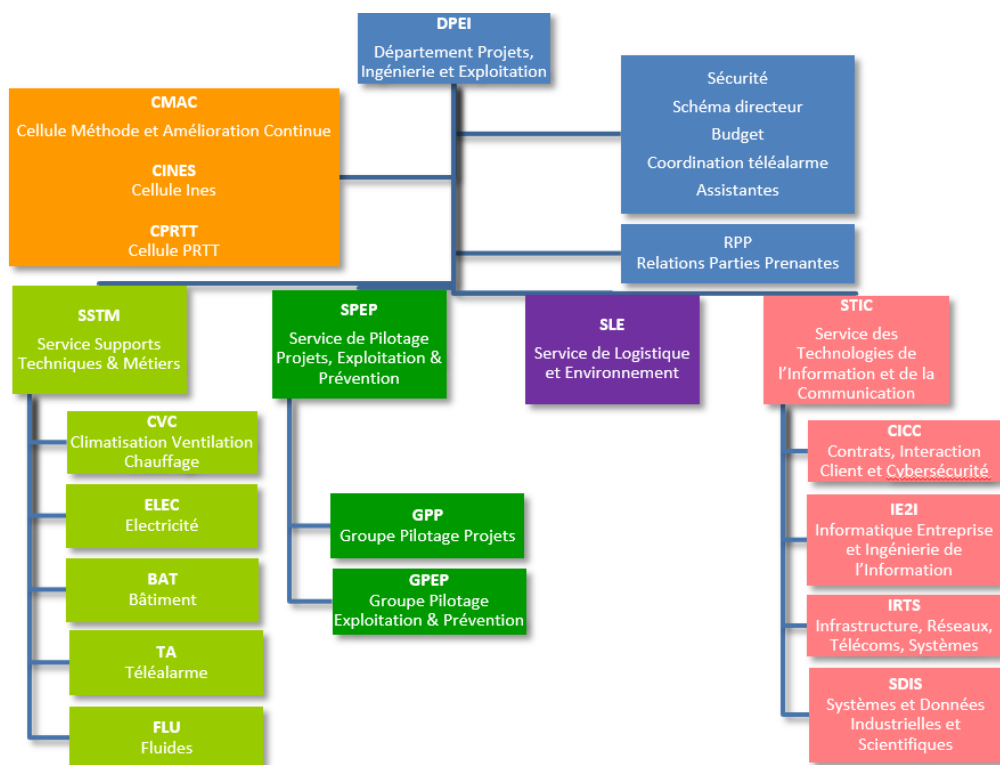 DPEI
Département Projets,
Ingénierie et Exploitation
CMAC
Cellule Méthode et Amélioration Continue
CINES
Cellule Ines
CPRTT
Cellule PRTT
Sécurité
Schéma directeur
Budget
Coordination téléalarme
Assistantes
RPP
Relations Parties Prenantes
SSTM
Service Supports
Techniques & Métiers
CVC
Climatisation Ventilation
Chauffage
ELEC
Electricité
BAT
Bâtiment
TA
Téléalarme
FLU
Fluides
SPEP
Service de Pilotage
Projets, Exploitation &
Prévention
GPP
Groupe Pilotage Projets
GPEP
Groupe Pilotage
Exploitation & Prévention
SLE
Service de Logistique
et Environnement
STIC
Service des
Technologies de
l’Information et de la
Communication
CICC
Contrats, Interaction
Client et Cybersécurité
IE2I
Informatique Entreprise
et Ingénierie de
l’Information
IRTS
Infrastructure, Réseaux,
Télécoms, Systèmes
SDIS
Systèmes et Données
Industrielles et
Scientifiques